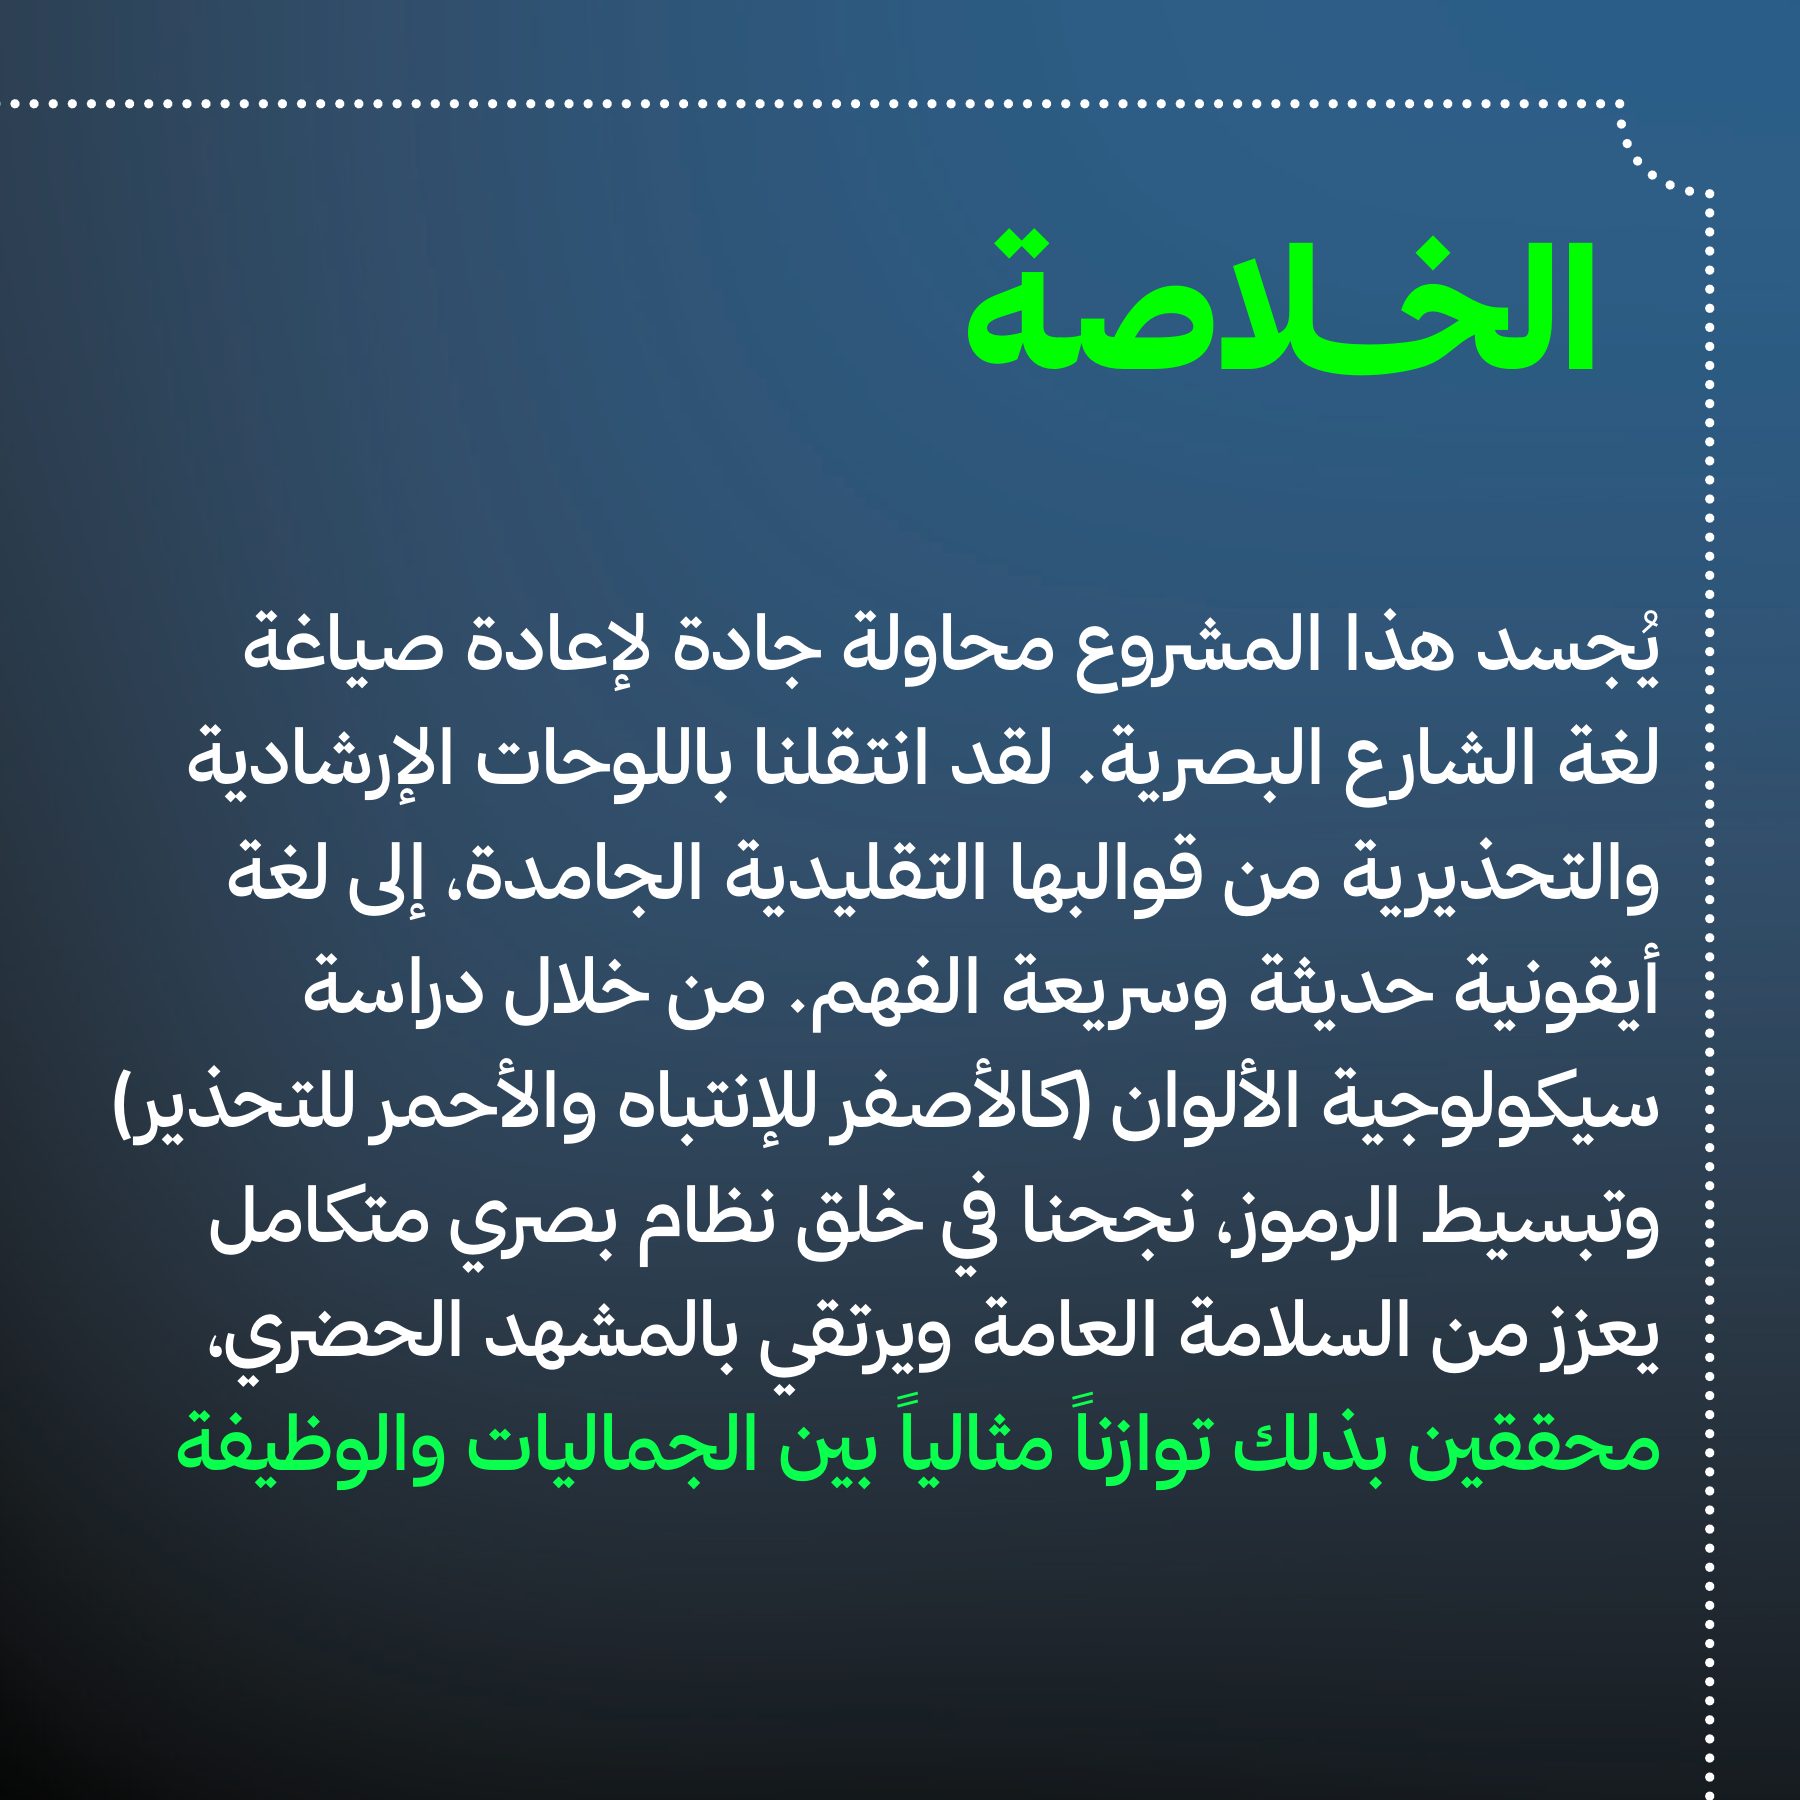 الخـلاصة
يُجسد هذا المشروع محاولة جادة لإعادة صياغة
لغة الشارع البصرية. لقد انتقلنا باللوحات الإرشادية
والتحذيرية من قوالبها التقليدية الجامدة، إلى لغة
أيقونية حديثة وسريعة الفهم. من خلال دراسة
سيكولوجية الألوان (كالأصفر للإنتباه والأحمر للتحذير)
وتبسيط الرموز، نجحنا في خلق نظام بصري متكامل
يعزز من السلامة العامة ويرتقي بالمشهد الحضري،
محققين بذلك توازناً مثالياً بين الجماليات والوظيفة